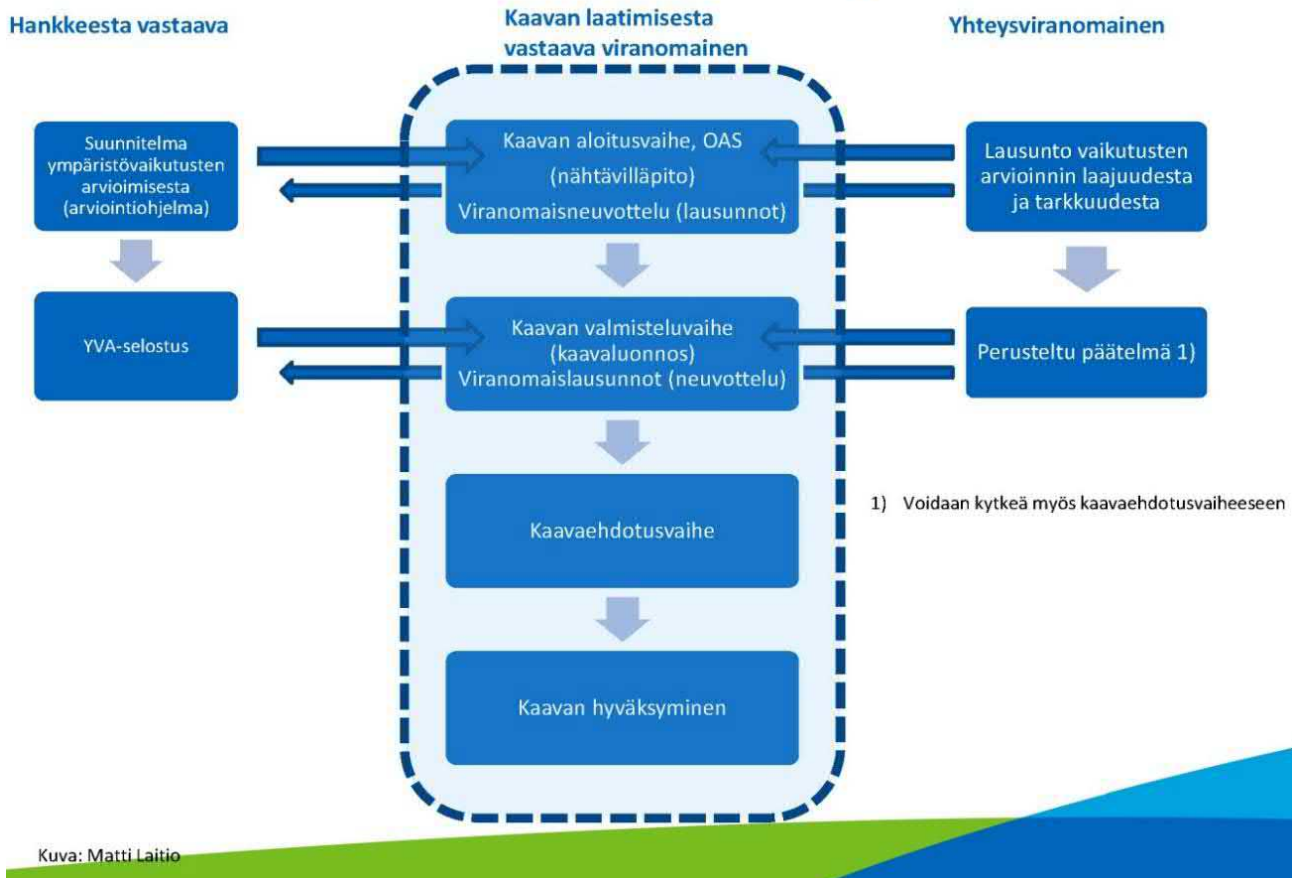 Hankkeesta vastaava
Kaavan laatimisesta
vastaava viranomainen
Yhteysviranomainen
Suunnitelma
ympäristövaikutusten
arvioimisesta
(arviointiohjelma)
Kaavan aloitusvaihe, OAS
(nähtävilläpito)
Viranomaisneuvottelu (lausunnot)
Lausunto vaikutusten
arvioinnin laajuudesta
ja tarkkuudesta
YVA-selostus
Kaavan valmisteluvaihe
(kaavaluonnos)
Viranomaislausunnot (neuvottelu)
Perusteltu päätelmä 1)
Kaavaehdotusvaihe
1) Voidaan kytkeä myös kaavaehdotusvaiheeseen
Kaavan hyväksyminen
Kuva: Matti Laitio